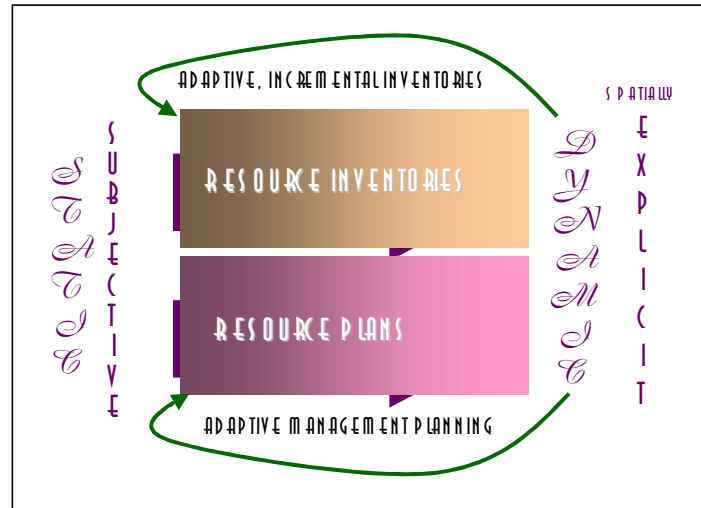 ADAPTIVE, INCREMENTAL INVENTORIES
STATIC
SUBJECTIVE
RESOURCE INVENTORIES
RESOURCE PLANS
DYNAMIC
SPATIALLY
EXPLICIT
ADAPTIVE MANAGEMENT PLANNING